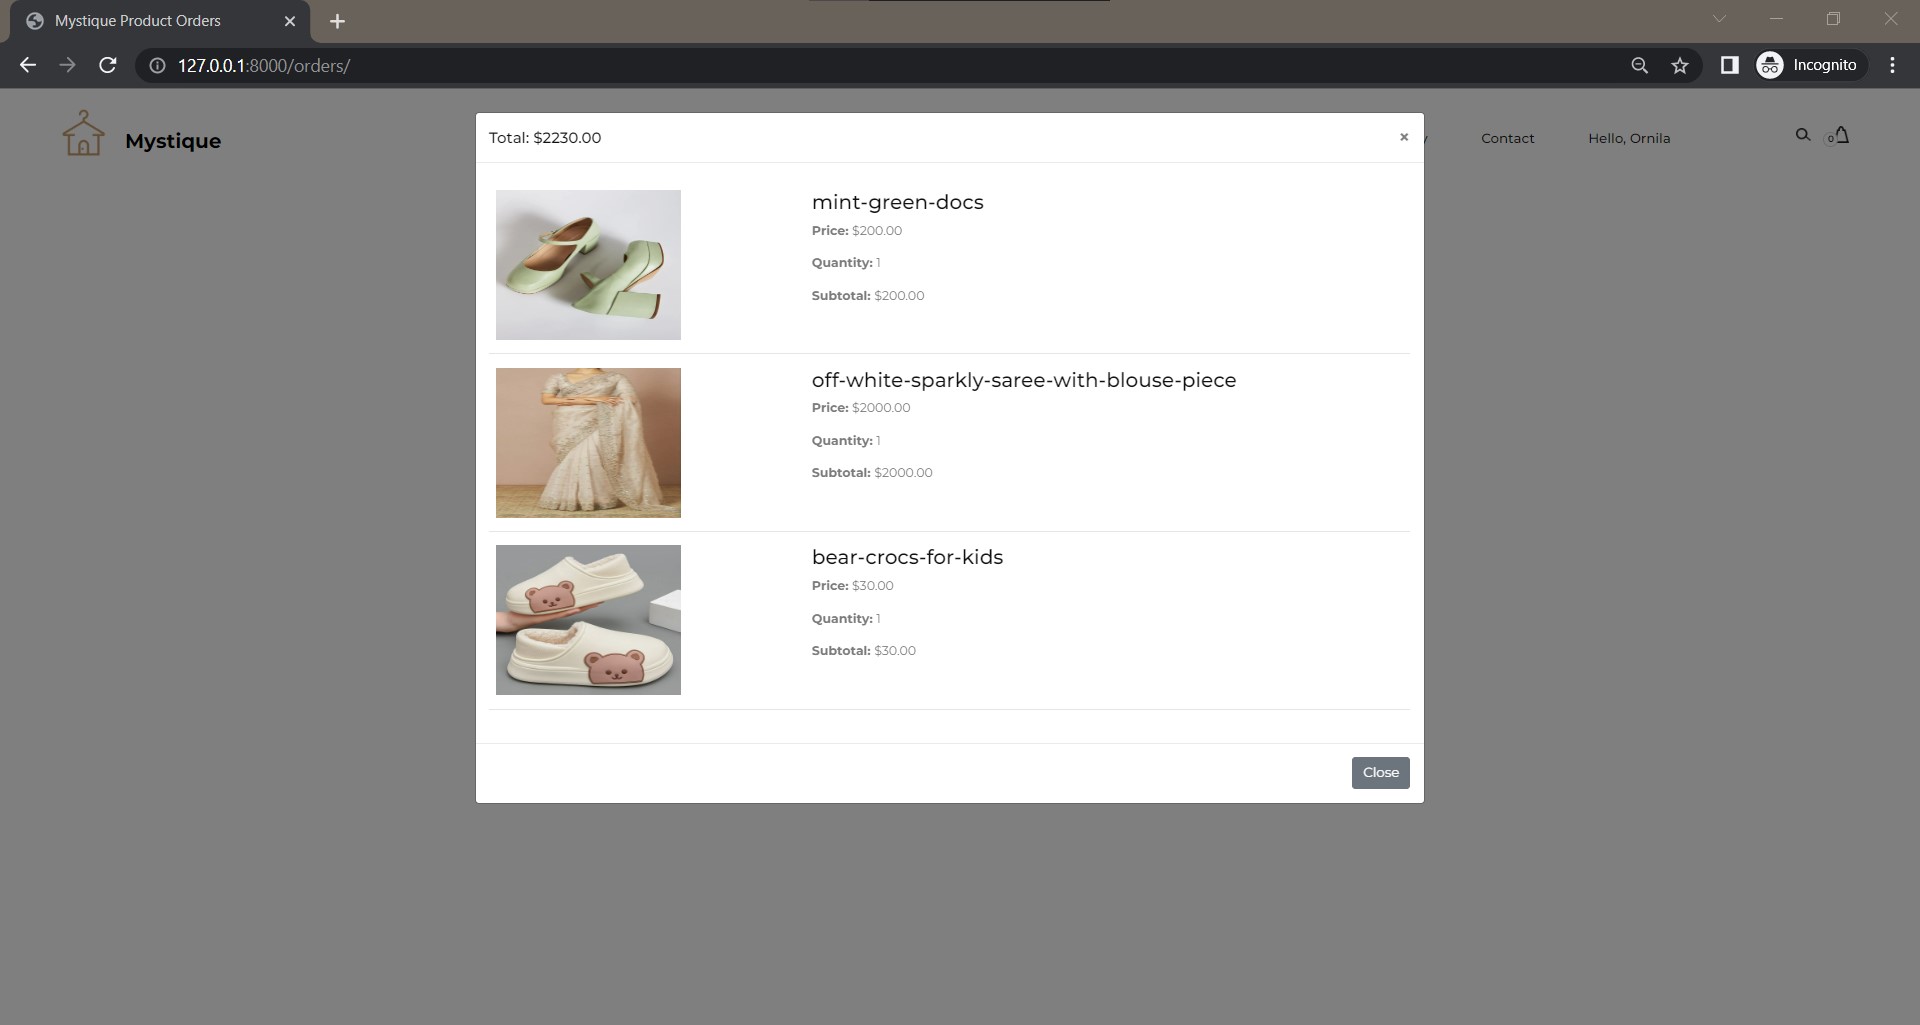 Mystique Product Orders
127.0.0.1:8000/orders/
Incognito
Mystique
Contact
Hello, Ornila
0
Total: $2230.00
×
mint-green-docs
Price: $200.00
Quantity: 1
Subtotal: $200.00
off-white-sparkly-saree-with-blouse-piece
Price: $2000.00
Quantity: 1
Subtotal: $2000.00
bear-crocs-for-kids
Price: $30.00
Quantity: 1
Subtotal: $30.00
Close